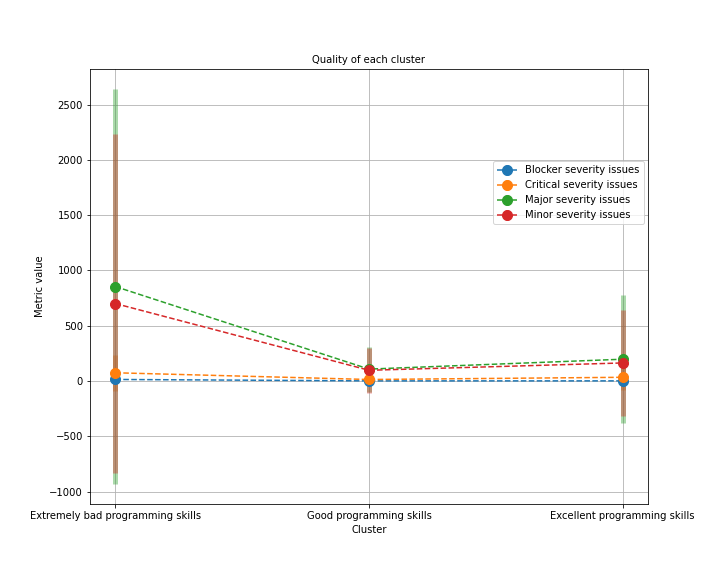 Quality of each cluster
2500
2000
1500
1000
500
0
−500
−1000
Metric value
Blocker severity issues
Critical severity issues
Major severity issues
Minor severity issues
Extremely bad programming skills
Good programming skills
Excellent programming skills
Cluster